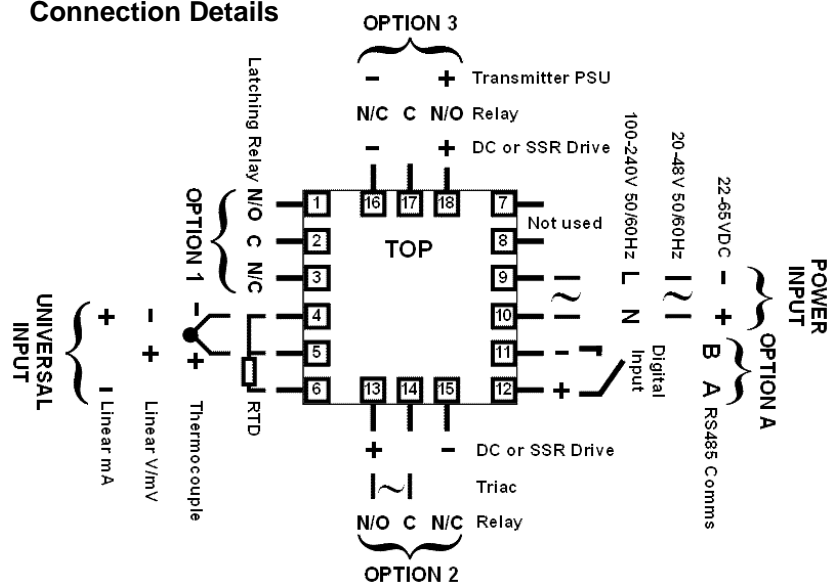 Connection Details
OPTION 3
- + Transmitter PSU
N/C C N/O Relay
- + DC or SSR Drive
Latching Relay
OPTION 1
N/O C N/C
16 17 18
1
2
3
4
5
6
TOP
7
8
9
10
11
12
13 14 15
Not used
~
100-240V 50/60Hz
L N
20-48V 50/60Hz
~
22-65VDC
- +
POWER INPUT
- +
Digital Input
B A
RS485 Comms
OPTION A
UNIVERSAL INPUT
+ -
Linear mA
- +
Linear V/mV
- +
Thermocouple
RTD
+ - DC or SSR Drive
~ Triac
N/O C N/C Relay
OPTION 2